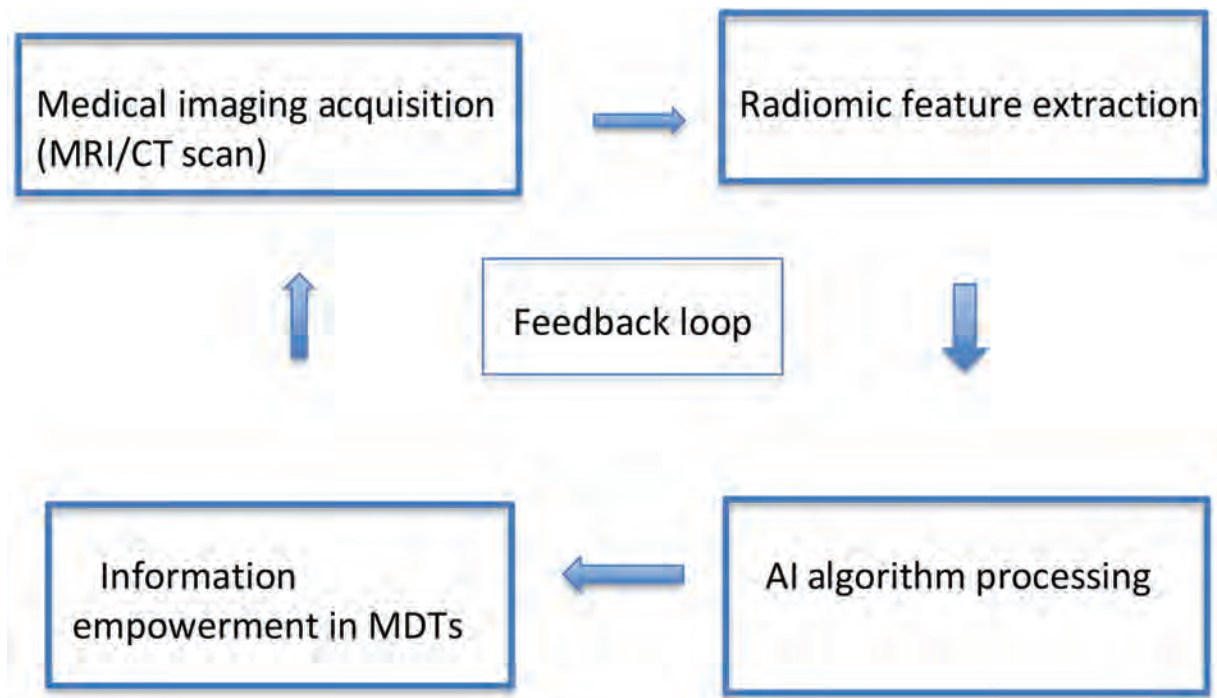 Medical imaging acquisition
(MRI/CT scan)
Radiomic feature extraction
Feedback loop
Information
empowerment in MDTs
AI algorithm processing